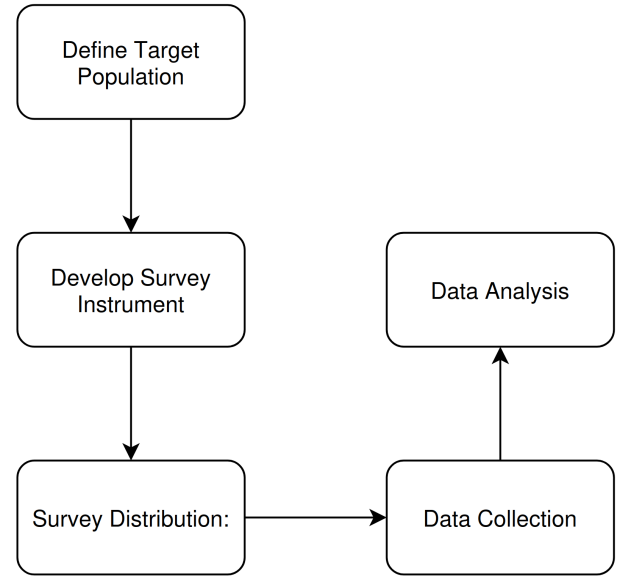 Define Target
Population
Develop Survey
Instrument
Survey Distribution:
Data Collection
Data Analysis